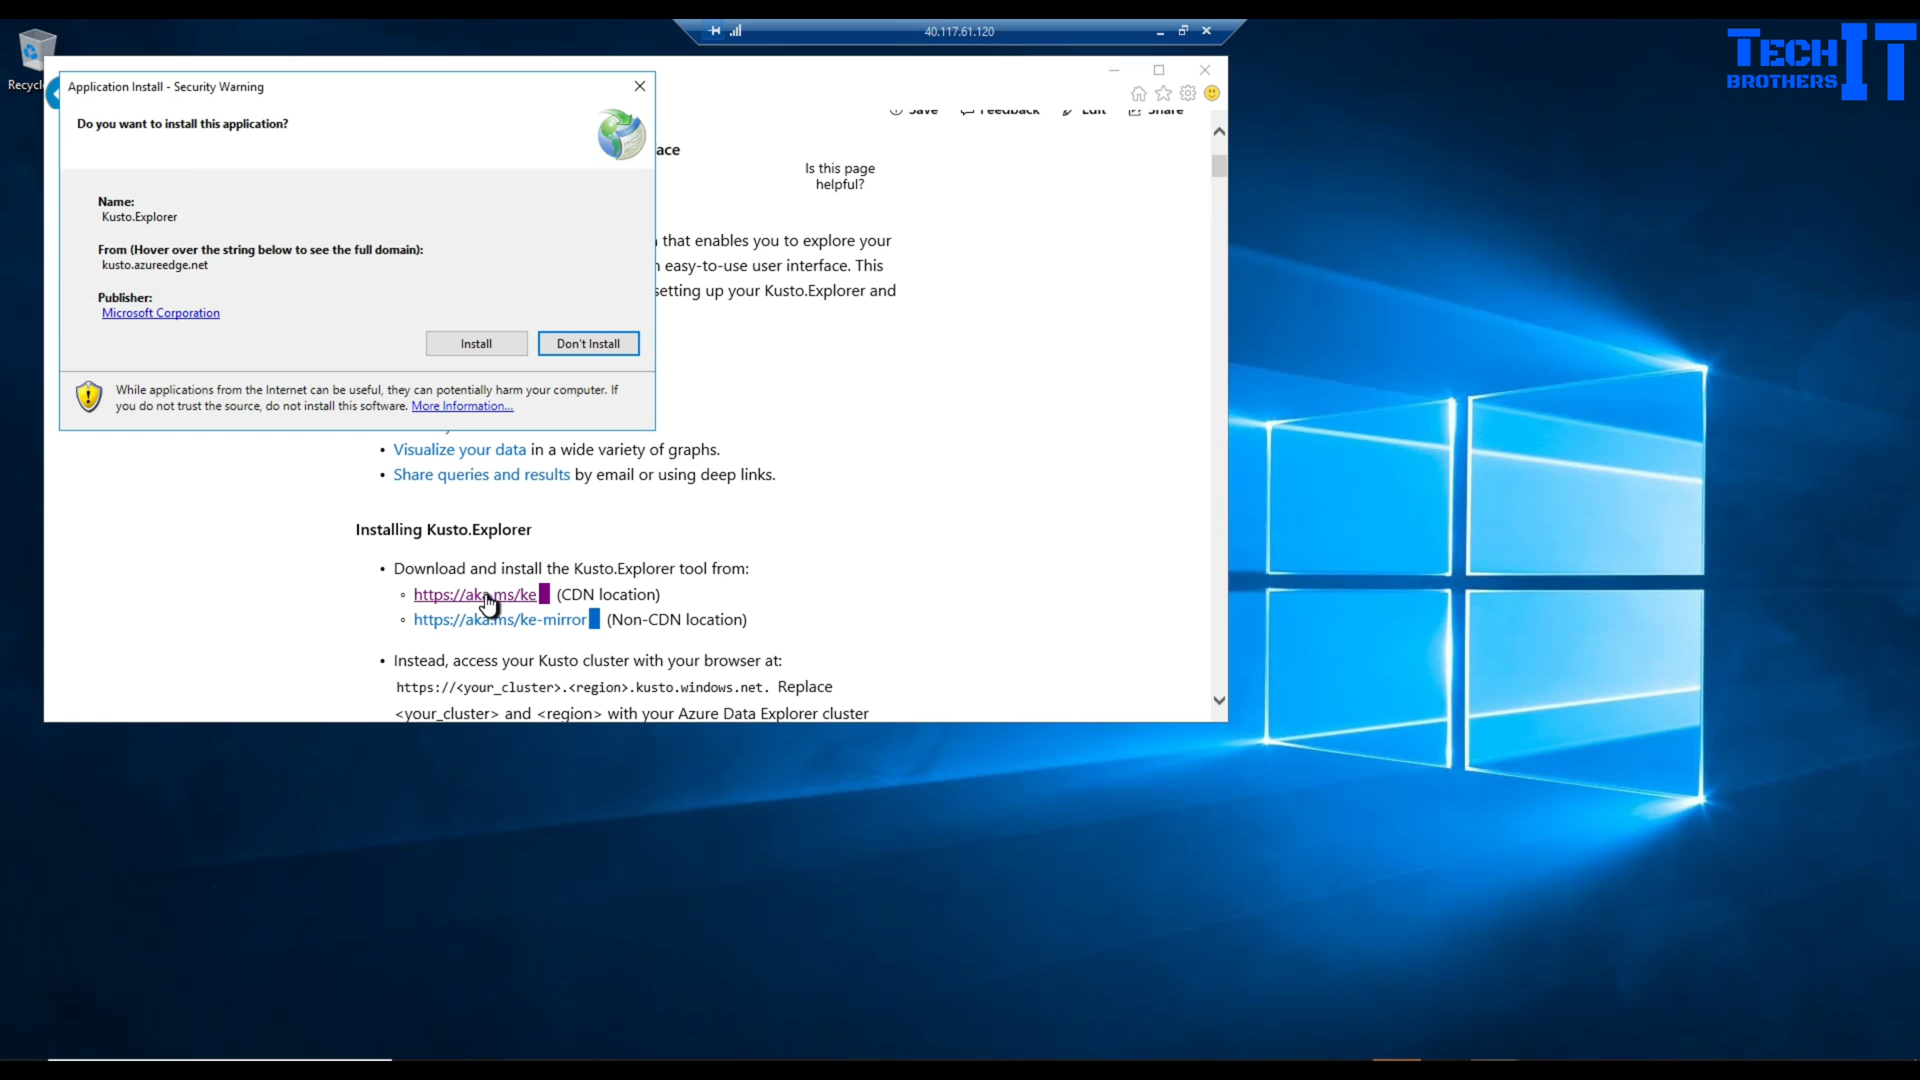 40.117.61.120
TECH IT
BROTHERS
Application Install - Security Warning
Do you want to install this application?
Name:
Kusto.Explorer
From (Hover over the string below to see the full domain):
kusto.azureedge.net
Publisher:
Microsoft Corporation
Install
Don't Install
While applications from the Internet can be useful, they can potentially harm your computer. If
you do not trust the source, do not install this software. More Information...
Save
Feedback
Edit
Share
ace
Is this page
helpful?
that enables you to explore your
easy-to-use user interface. This
setting up your Kusto.Explorer and
• Visualize your data in a wide variety of graphs.
• Share queries and results by email or using deep links.
Installing Kusto.Explorer
• Download and install the Kusto.Explorer tool from:
◦ https://aka.ms/ke (CDN location)
◦ https://aka.ms/ke-mirror (Non-CDN location)
• Instead, access your Kusto cluster with your browser at:
https://<your_cluster>.<region>.kusto.windows.net. Replace
<your_cluster> and <region> with your Azure Data Explorer cluster